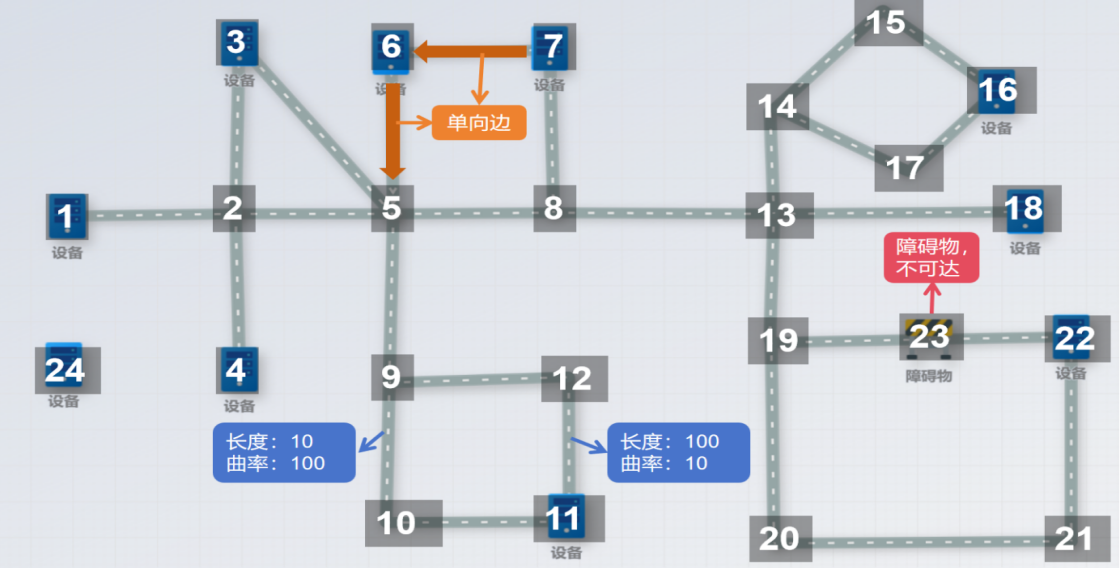 15
3
6
7
设备
设备
设备
16
14
单向边
设备
17
1
2
5
8
13
18
设备
设备
障碍物，
不可达
23
19
22
24
4
9
12
设备
障碍物
设备
设备
长度：10
曲率：100
长度：100
曲率：10
10
11
20
21
设备